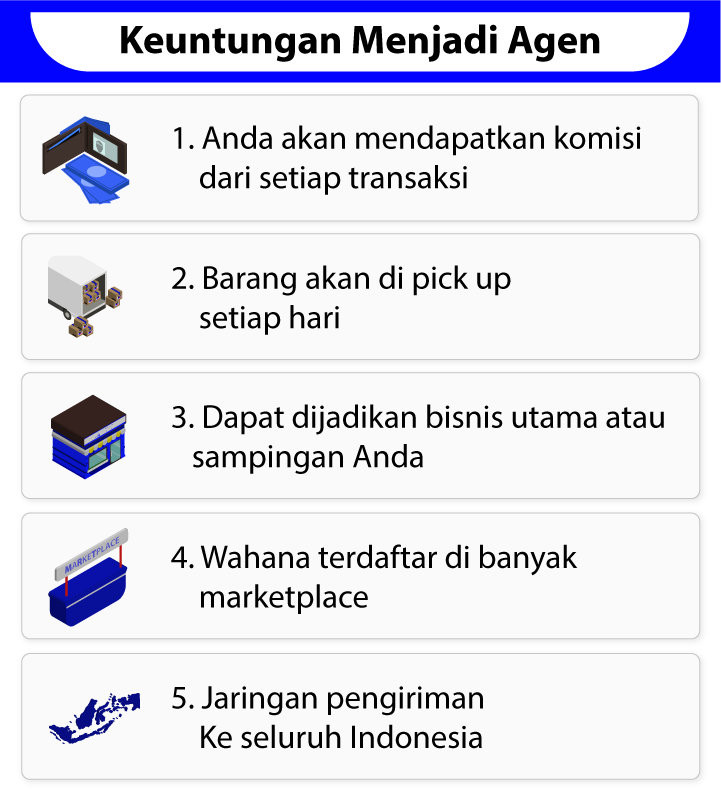 Keuntungan Menjadi Agen
1. Anda akan mendapatkan komisi
dari setiap transaksi
2. Barang akan di pick up
setiap hari
3. Dapat dijadikan bisnis utama atau
sampingan Anda
MARKETPLACE
4. Wahana terdaftar di banyak
marketplace
5. Jaringan pengiriman
Ke seluruh Indonesia